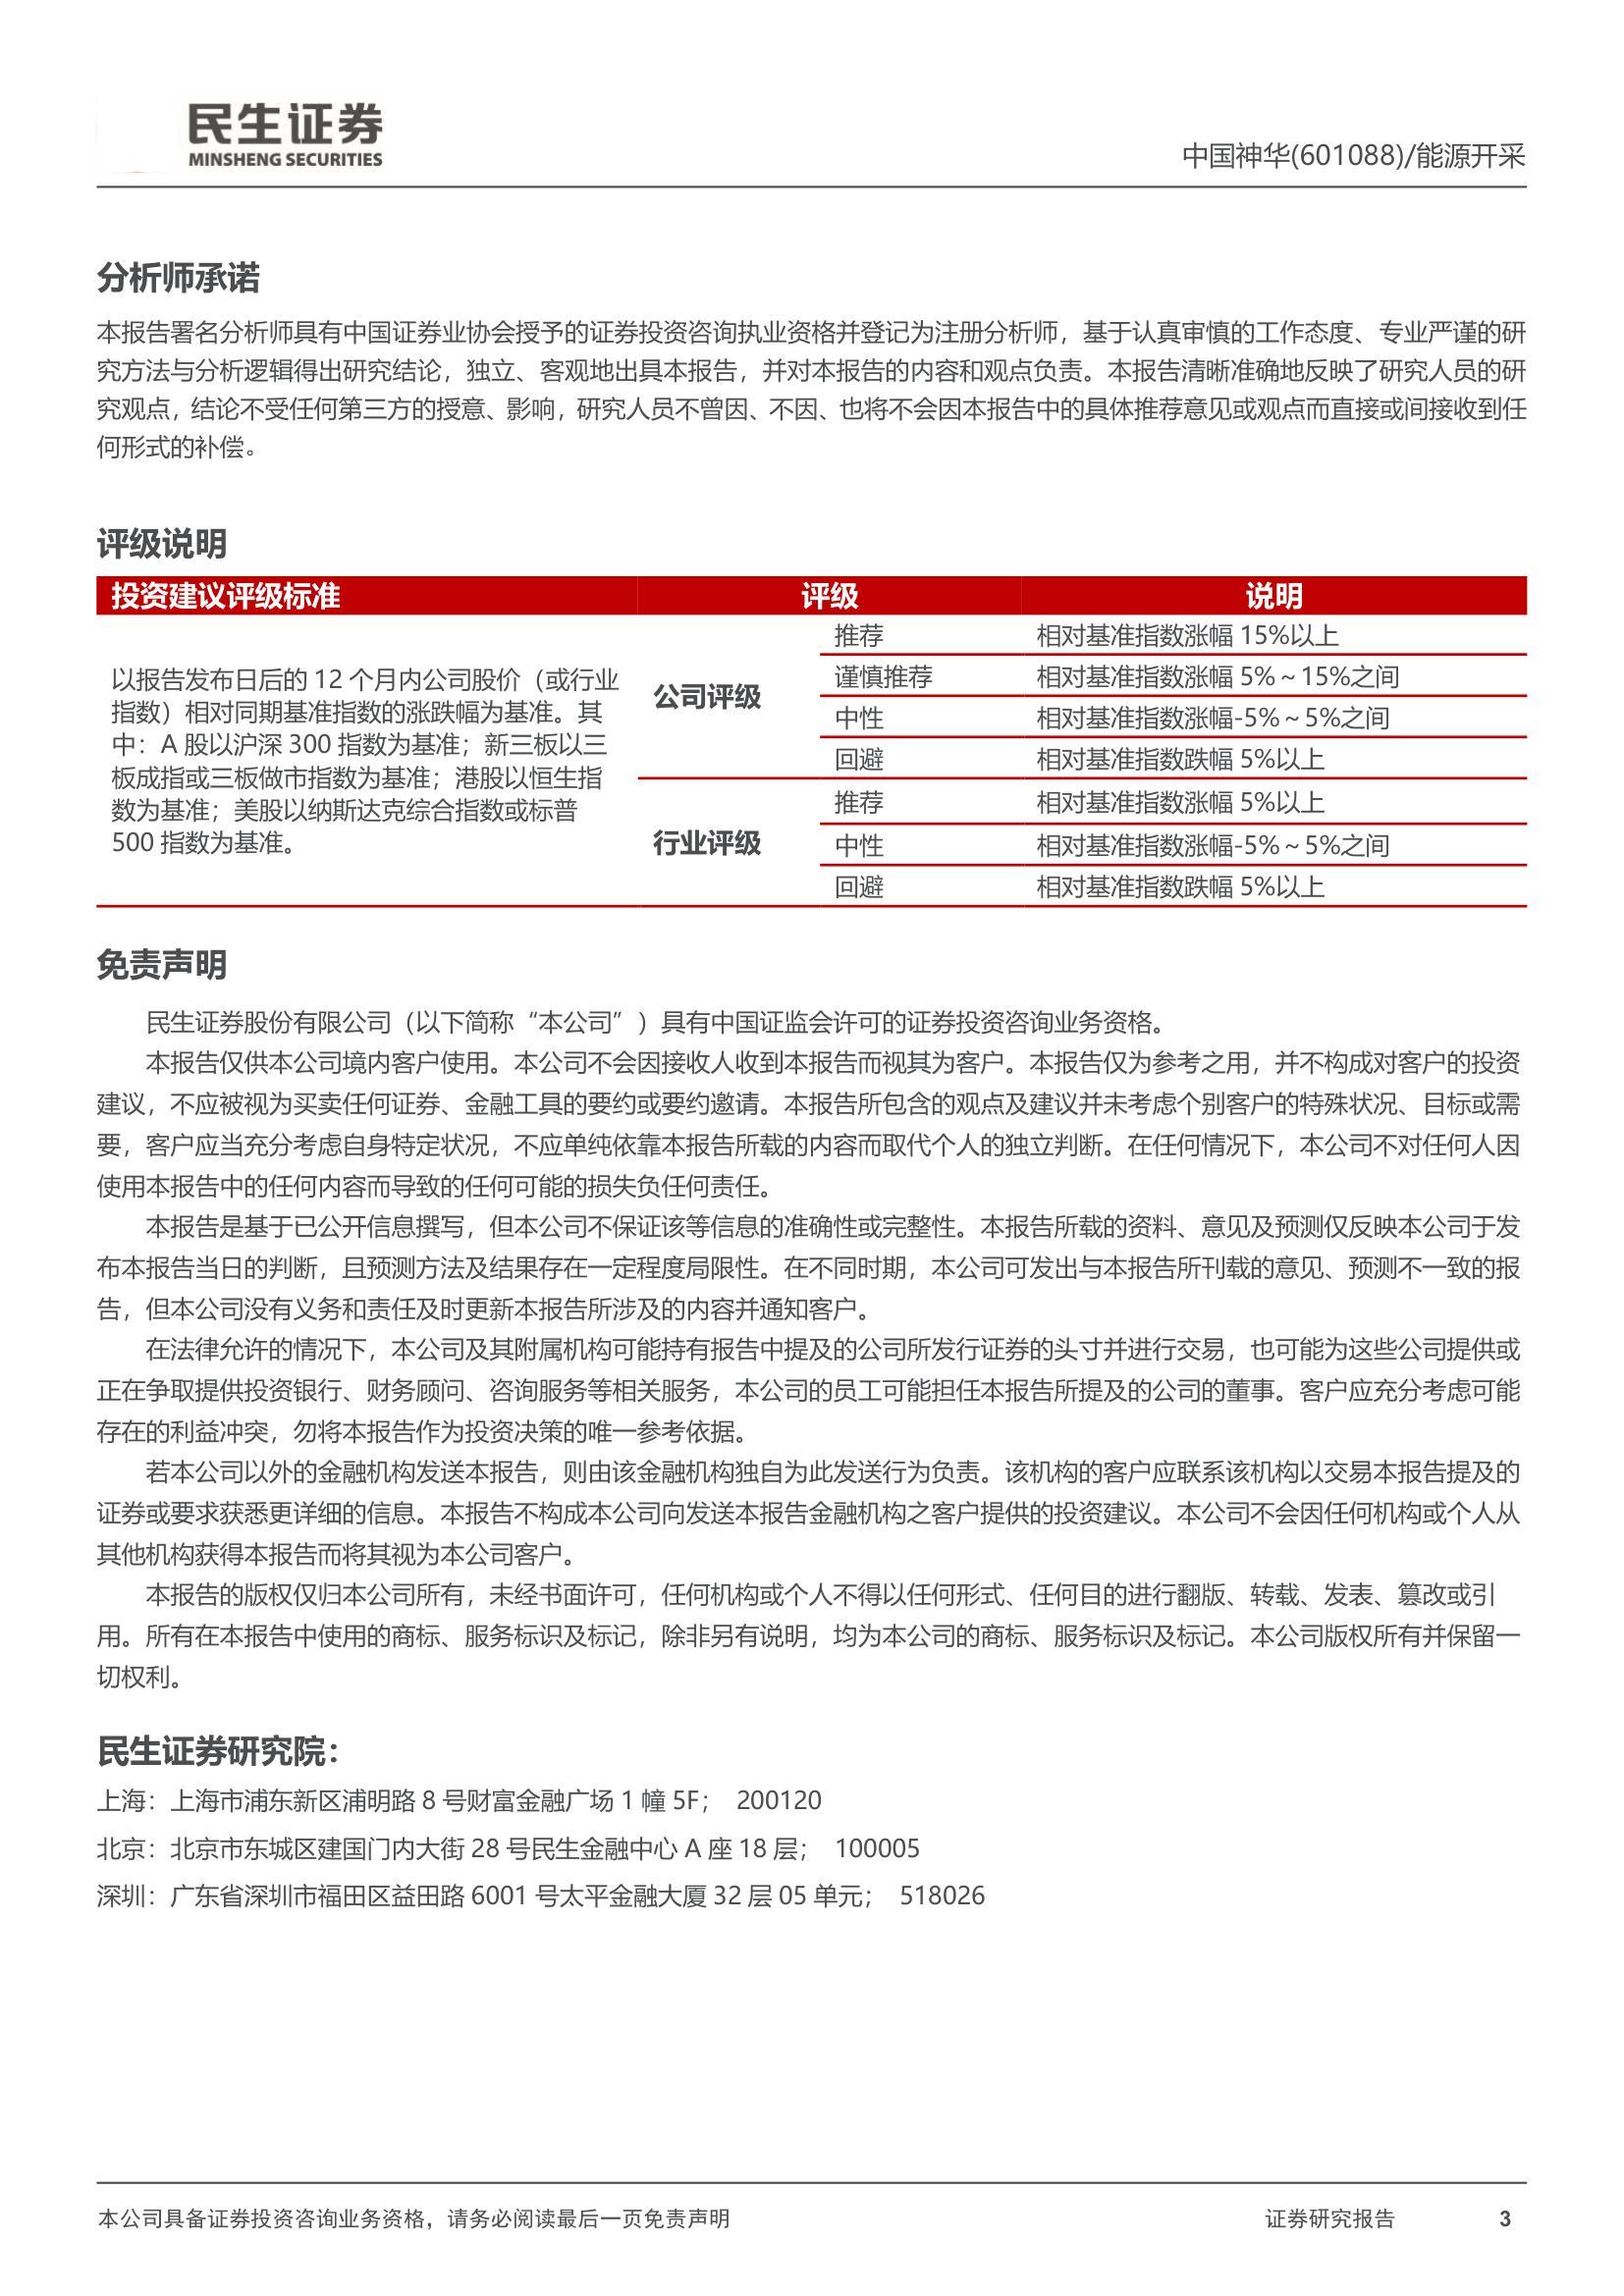 民生证券
MINSHENG SECURITIES
中国神华(601088)/能源开采
分析师承诺
本报告署名分析师具有中国证券业协会授予的证券投资咨询执业资格并登记为注册分析师，基于认真审慎的工作态度、专业严谨的研
究方法与分析逻辑得出研究结论，独立、客观地出具本报告，并对本报告的内容和观点负责。本报告清晰准确地反映了研究人员的研
究观点，结论不受任何第三方的授意、影响，研究人员不曾因、不因、也将不会因本报告中的具体推荐意见或观点而直接或间接收到任
何形式的补偿。
评级说明
投资建议评级标准 评级 说明
以报告发布日后的 12 个月内公司股价（或行业
指数）相对同期基准指数的涨跌幅为基准。其
中：A 股以沪深 300 指数为基准；新三板以三
板成指或三板做市指数为基准；港股以恒生指
数为基准；美股以纳斯达克综合指数或标普
500 指数为基准。
公司评级
推荐 相对基准指数涨幅 15%以上
谨慎推荐 相对基准指数涨幅 5%～15%之间
中性 相对基准指数涨幅-5%～5%之间
回避 相对基准指数跌幅 5%以上
行业评级
推荐 相对基准指数涨幅 5%以上
中性 相对基准指数涨幅-5%～5%之间
回避 相对基准指数跌幅 5%以上
免责声明
民生证券股份有限公司（以下简称“本公司”）具有中国证监会许可的证券投资咨询业务资格。
本报告仅供本公司境内客户使用。本公司不会因接收人收到本报告而视其为客户。本报告仅为参考之用，并不构成对客户的投资
建议，不应被视为买卖任何证券、金融工具的要约或要约邀请。本报告所包含的观点及建议并未考虑个别客户的特殊状况、目标或需
要，客户应当充分考虑自身特定状况，不应单纯依靠本报告所载的内容而取代个人的独立判断。在任何情况下，本公司不对任何人因
使用本报告中的任何内容而导致的任何可能的损失负任何责任。
本报告是基于已公开信息撰写，但本公司不保证该等信息的准确性或完整性。本报告所载的资料、意见及预测仅反映本公司于发
布本报告当日的判断，且预测方法及结果存在一定程度局限性。在不同时期，本公司可发出与本报告所刊载的意见、预测不一致的报
告，但本公司没有义务和责任及时更新本报告所涉及的内容并通知客户。
在法律允许的情况下，本公司及其附属机构可能持有报告中提及的公司所发行证券的头寸并进行交易，也可能为这些公司提供或
正在争取提供投资银行、财务顾问、咨询服务等相关服务，本公司的员工可能担任本报告所提及的公司的董事。客户应充分考虑可能
存在的利益冲突，勿将本报告作为投资决策的唯一参考依据。
若本公司以外的金融机构发送本报告，则由该金融机构独自为此发送行为负责。该机构的客户应联系该机构以交易本报告提及的
证券或要求获悉更详细的信息。本报告不构成本公司向发送本报告金融机构之客户提供的投资建议。本公司不会因任何机构或个人从
其他机构获得本报告而将其视为本公司客户。
本报告的版权仅归本公司所有，未经书面许可，任何机构或个人不得以任何形式、任何目的进行翻版、转载、发表、篡改或引
用。所有在本报告中使用的商标、服务标识及标记，除非另有说明，均为本公司的商标、服务标识及标记。本公司版权所有并保留一
切权利。
民生证券研究院：
上海：上海市浦东新区浦明路 8 号财富金融广场 1 幢 5F； 200120
北京：北京市东城区建国门内大街 28 号民生金融中心 A 座 18 层； 100005
深圳：广东省深圳市福田区益田路 6001 号太平金融大厦 32 层 05 单元； 518026
本公司具备证券投资咨询业务资格，请务必阅读最后一页免责声明 证券研究报告 3